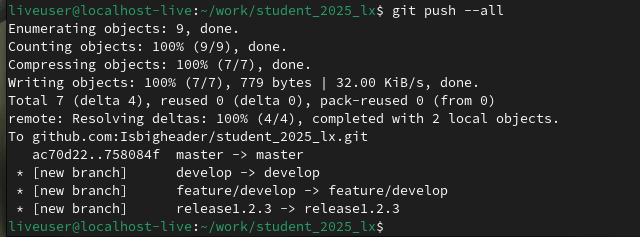 liveuser@localhost-live:~/work/student_2025_lx$ git push --all
Enumerating objects: 9, done.
Counting objects: 100% (9/9), done.
Compressing objects: 100% (7/7), done.
Writing objects: 100% (7/7), 779 bytes | 32.00 KiB/s, done.
Total 7 (delta 4), reused 0 (delta 0), pack-reused 0 (from 0)
remote: Resolving deltas: 100% (4/4), completed with 2 local objects.
To github.com:Isbigheader/student_2025_lx.git
   ac70d22..758084f  master -> master
 * [new branch]      develop -> develop
 * [new branch]      feature/develop -> feature/develop
 * [new branch]      release1.2.3 -> release1.2.3
liveuser@localhost-live:~/work/student_2025_lx$